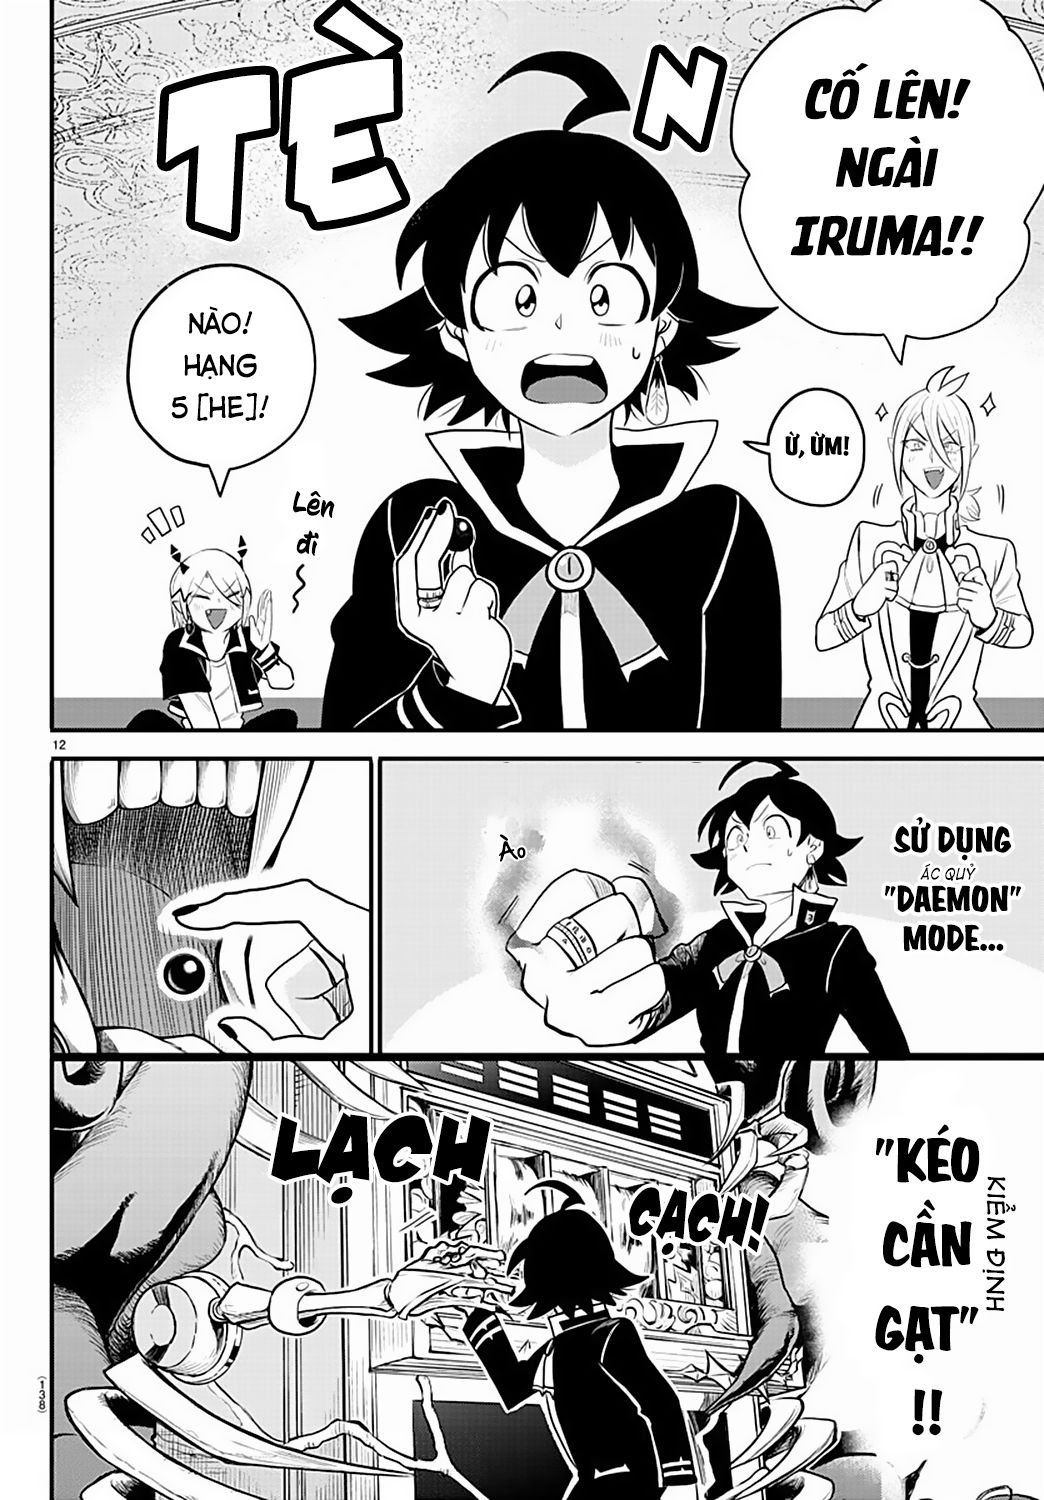 TÈ
N
CỐ LÊN!
NGÀI
IRUMA!!
NÀO!
HẠNG
5 [HE]!
Ừ, ỪM!
Lên
đi
12
SỬ DỤNG
ÁC QUỶ
"DAEMON"
MODE...
Ào
LẠCH
CẠCH!
"KÉO
CẦN
GẠT"
!!
KIỂM ĐỊNH
(138)